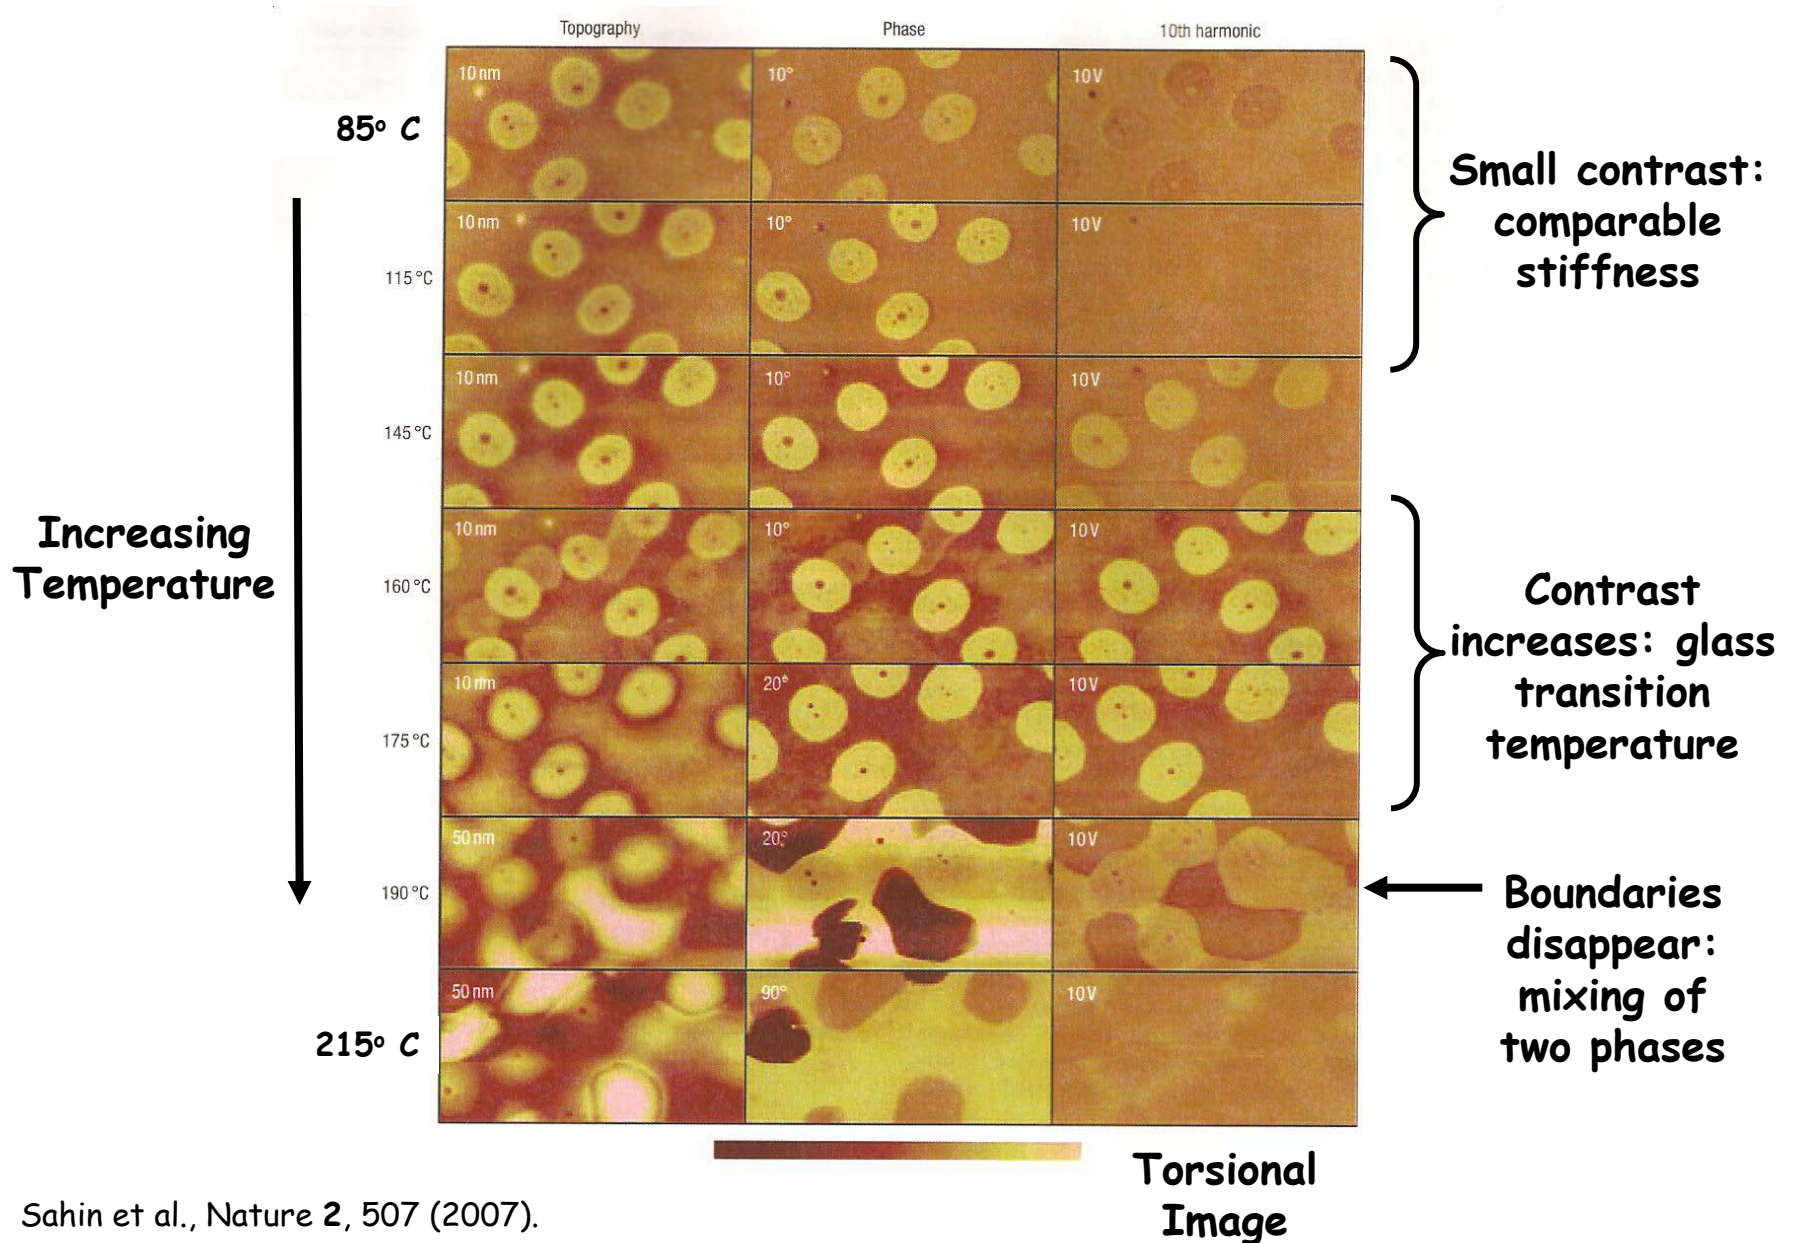 Topography Phase 10th harmonic
10 nm 10° 10V
85° C
10 nm 10° 10V
115 °C
10 nm 10° 10V
145 °C
10 nm 10° 10V
160 °C
10 nm 20° 10V
175 °C
50 nm 20° 10V
190 °C
50 nm 90° 10V
215° C
Increasing
Temperature
Small contrast:
comparable
stiffness
Contrast
increases: glass
transition
temperature
Boundaries
disappear:
mixing of
two phases
Torsional
Image
Sahin et al., Nature 2, 507 (2007).